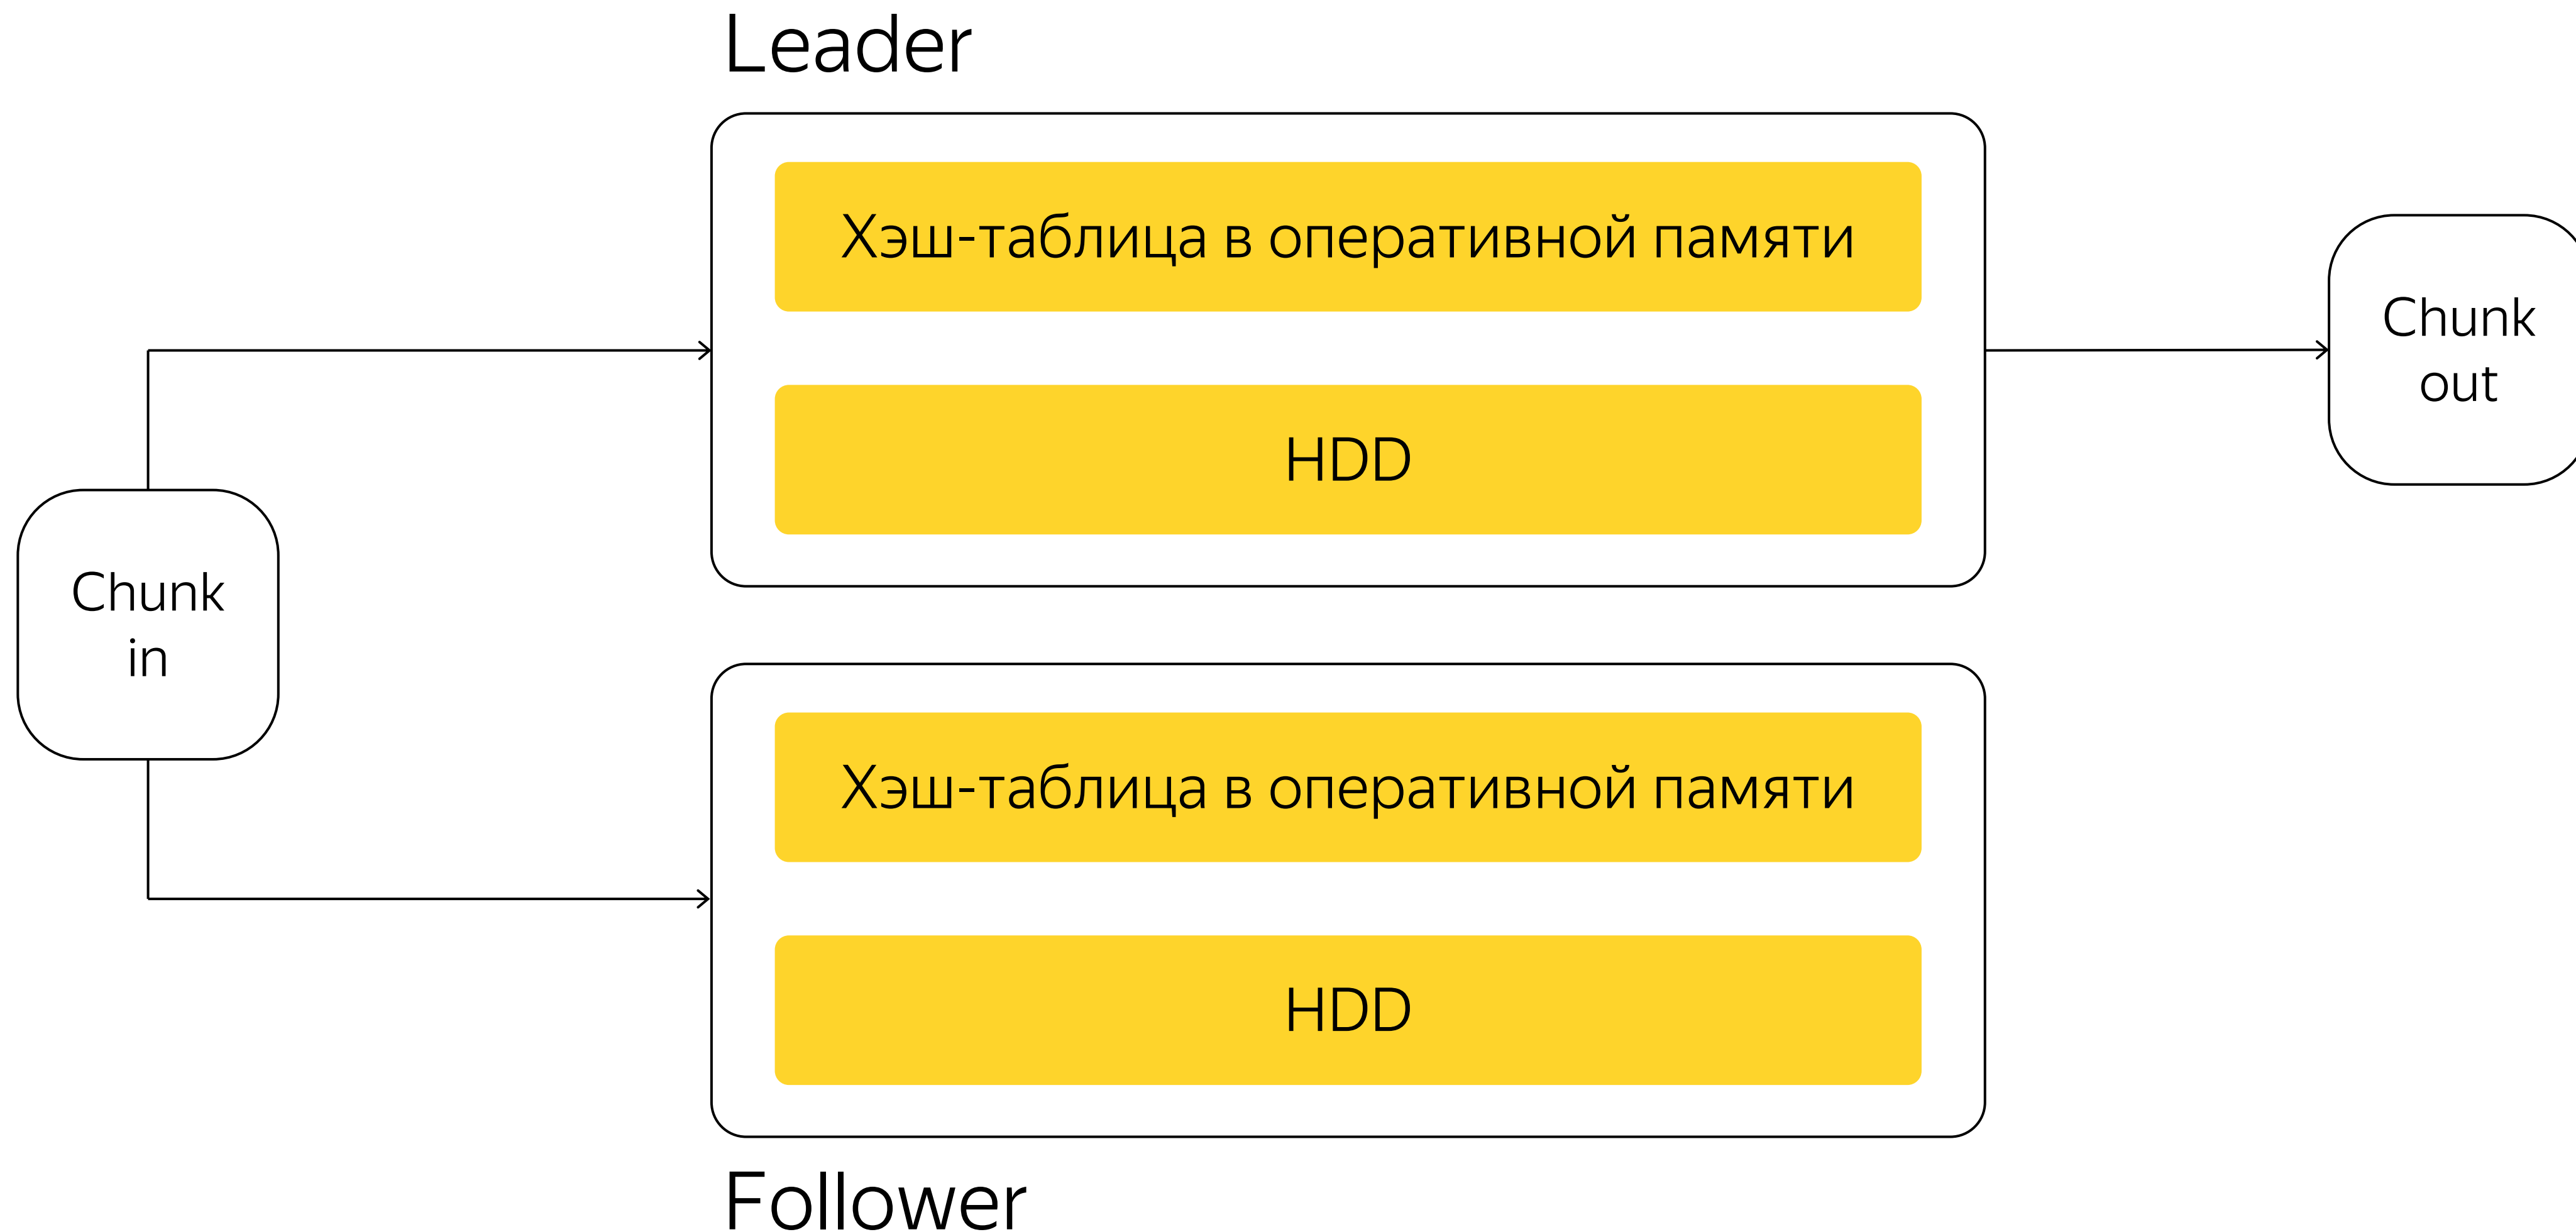 Leader
Хэш-таблица в оперативной памяти
HDD
Chunk
out
Chunk
in
Хэш-таблица в оперативной памяти
HDD
Follower